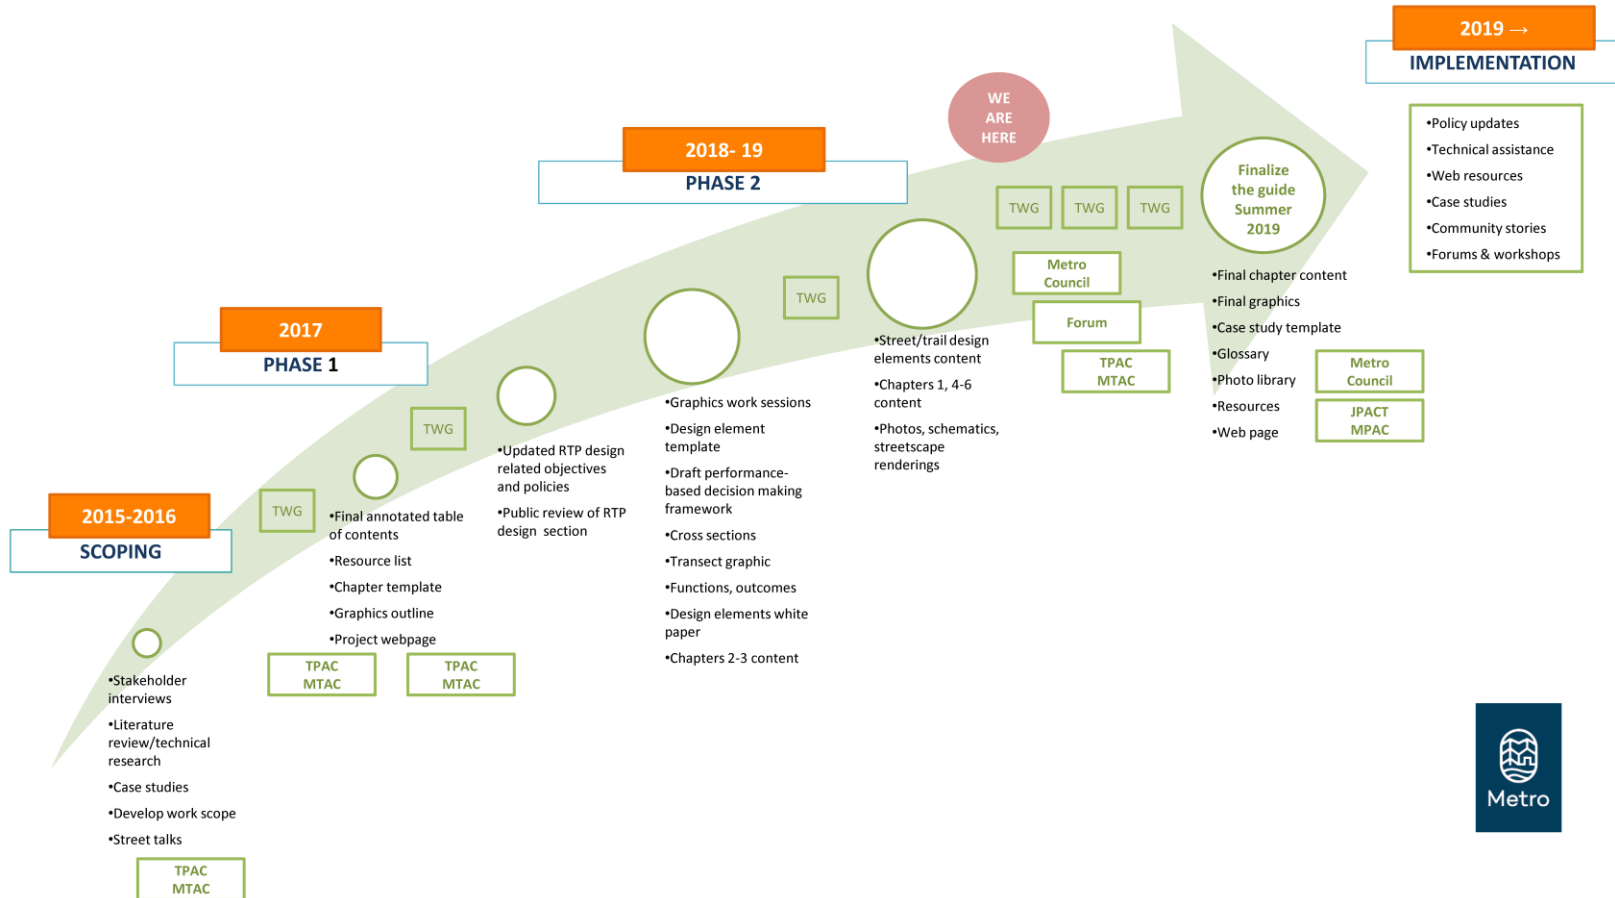 2015-2016
SCOPING
•Stakeholder
interviews
•Literature
review/technical
research
•Case studies
•Develop work scope
•Street talks
TPAC
MTAC
2017
PHASE 1
TWG
•Final annotated table
of contents
•Resource list
•Chapter template
•Graphics outline
•Project webpage
TPAC
MTAC
TPAC
MTAC
TWG
•Updated RTP design
related objectives
and policies
•Public review of RTP
design section
2018- 19
PHASE 2
•Graphics work sessions
•Design element
template
•Draft performance-
based decision making
framework
•Cross sections
•Transect graphic
•Functions, outcomes
•Design elements white
paper
•Chapters 2-3 content
TWG
•Street/trail design
elements content
•Chapters 1, 4-6
content
•Photos, schematics,
streetscape
renderings
WE
ARE
HERE
TWG
TWG
TWG
Metro
Council
Forum
TPAC
MTAC
Finalize
the guide
Summer
2019
•Final chapter content
•Final graphics
•Case study template
•Glossary
•Photo library
•Resources
•Web page
Metro
Council
JPACT
MPAC
2019 →
IMPLEMENTATION
•Policy updates
•Technical assistance
•Web resources
•Case studies
•Community stories
•Forums & workshops
Metro